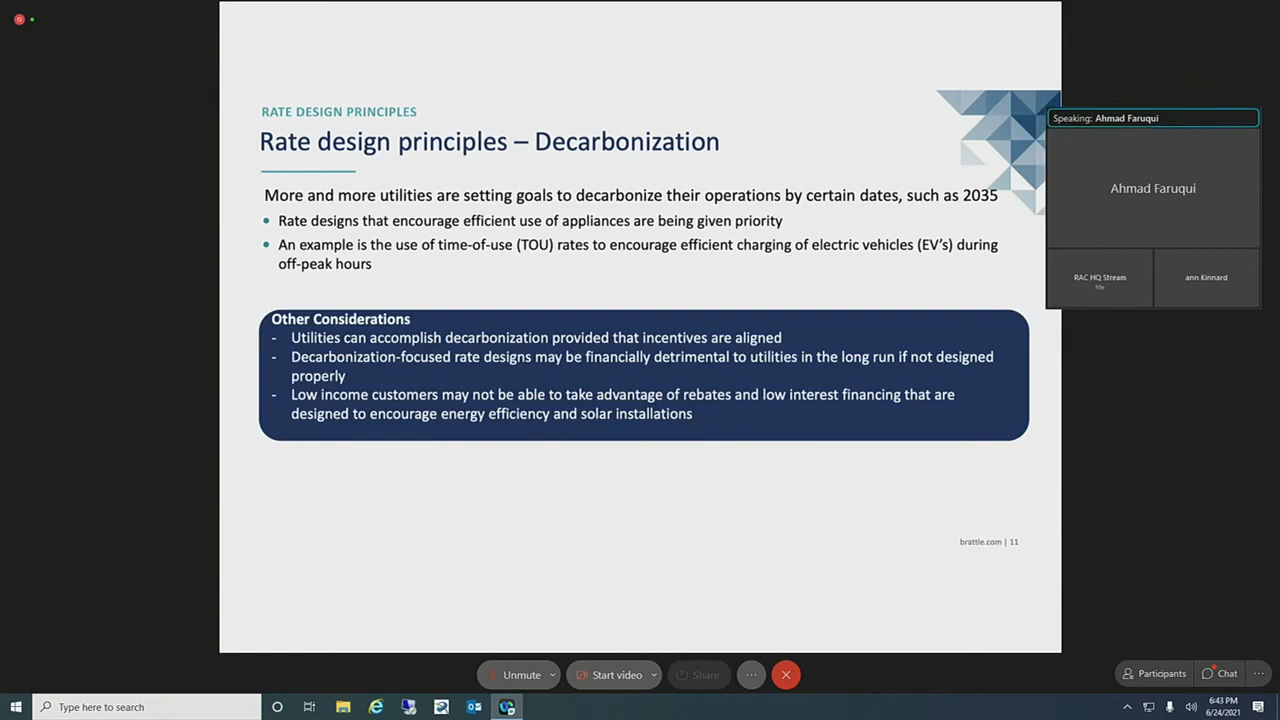 RATE DESIGN PRINCIPLES
Rate design principles – Decarbonization
More and more utilities are setting goals to decarbonize their operations by certain dates, such as 2035
• Rate designs that encourage efficient use of appliances are being given priority
• An example is the use of time-of-use (TOU) rates to encourage efficient charging of electric vehicles (EV's) during
off-peak hours
Other Considerations
- Utilities can accomplish decarbonization provided that incentives are aligned
- Decarbonization-focused rate designs may be financially detrimental to utilities in the long run if not designed
properly
- Low income customers may not be able to take advantage of rebates and low interest financing that are
designed to encourage energy efficiency and solar installations
brattle.com | 11
Speaking: Ahmad Faruqui
Ahmad Faruqui
RAC HQ Stream
Me
ann Kinnard
Unmute
Start video
Share
Participants
Chat
Type here to search
6:43 PM
6/24/2021